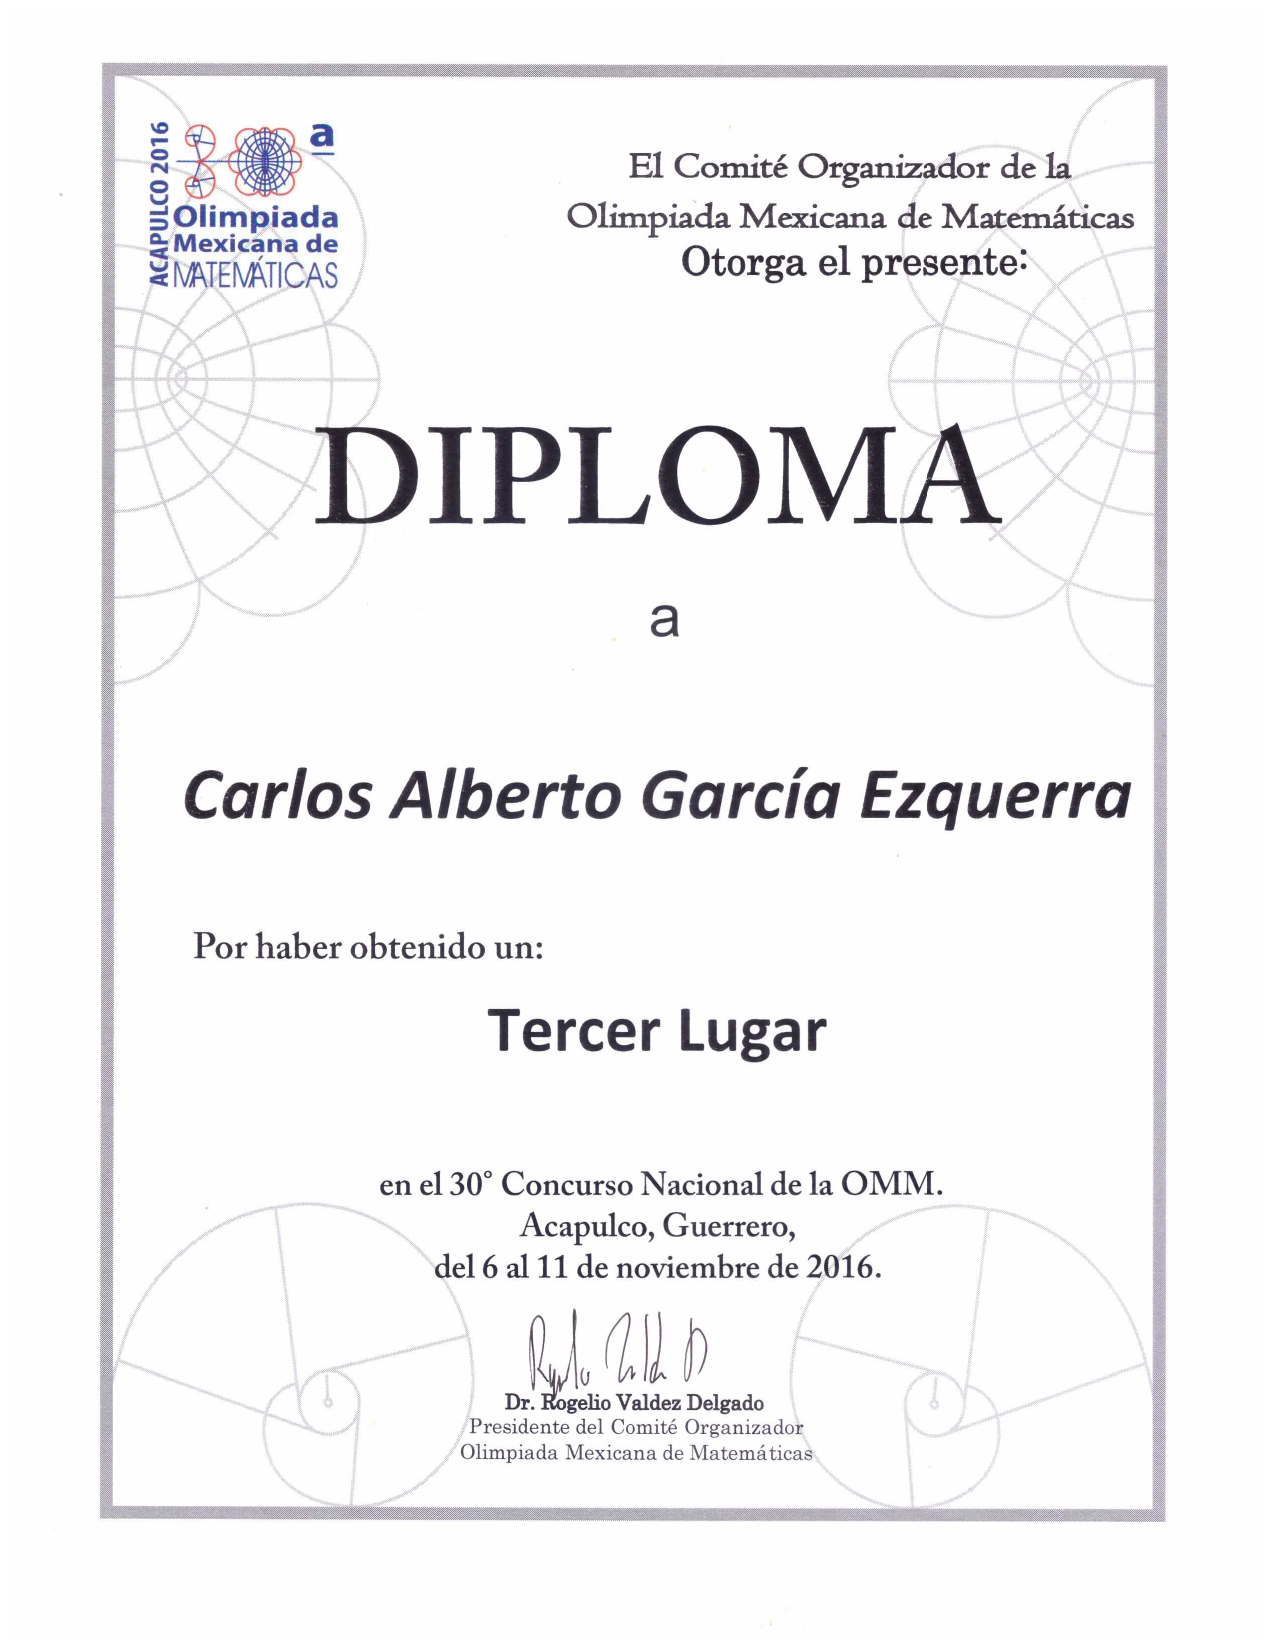 ACAPULCO 2016
30ª
Olimpiada
Mexicana de
MATEMÁTICAS
El Comité Organizador de la
Olimpiada Mexicana de Matemáticas
Otorga el presente:
DIPLOMA
a
Carlos Alberto García Ezquerra
Por haber obtenido un:
Tercer Lugar
en el 30° Concurso Nacional de la OMM.
Acapulco, Guerrero,
del 6 al 11 de noviembre de 2016.
Dr. Rogelio Valdez Delgado
Presidente del Comité Organizador
Olimpiada Mexicana de Matemáticas